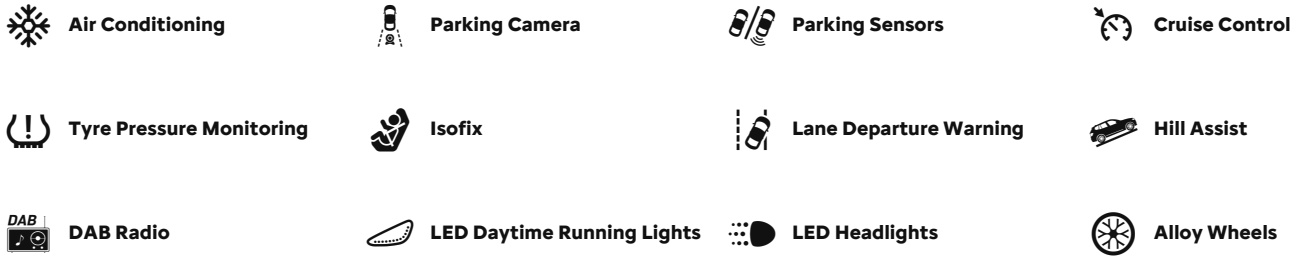 Air Conditioning
Parking Camera
Parking Sensors
Cruise Control
Tyre Pressure Monitoring
Isofix
Lane Departure Warning
Hill Assist
DAB
DAB Radio
LED Daytime Running Lights
LED Headlights
Alloy Wheels